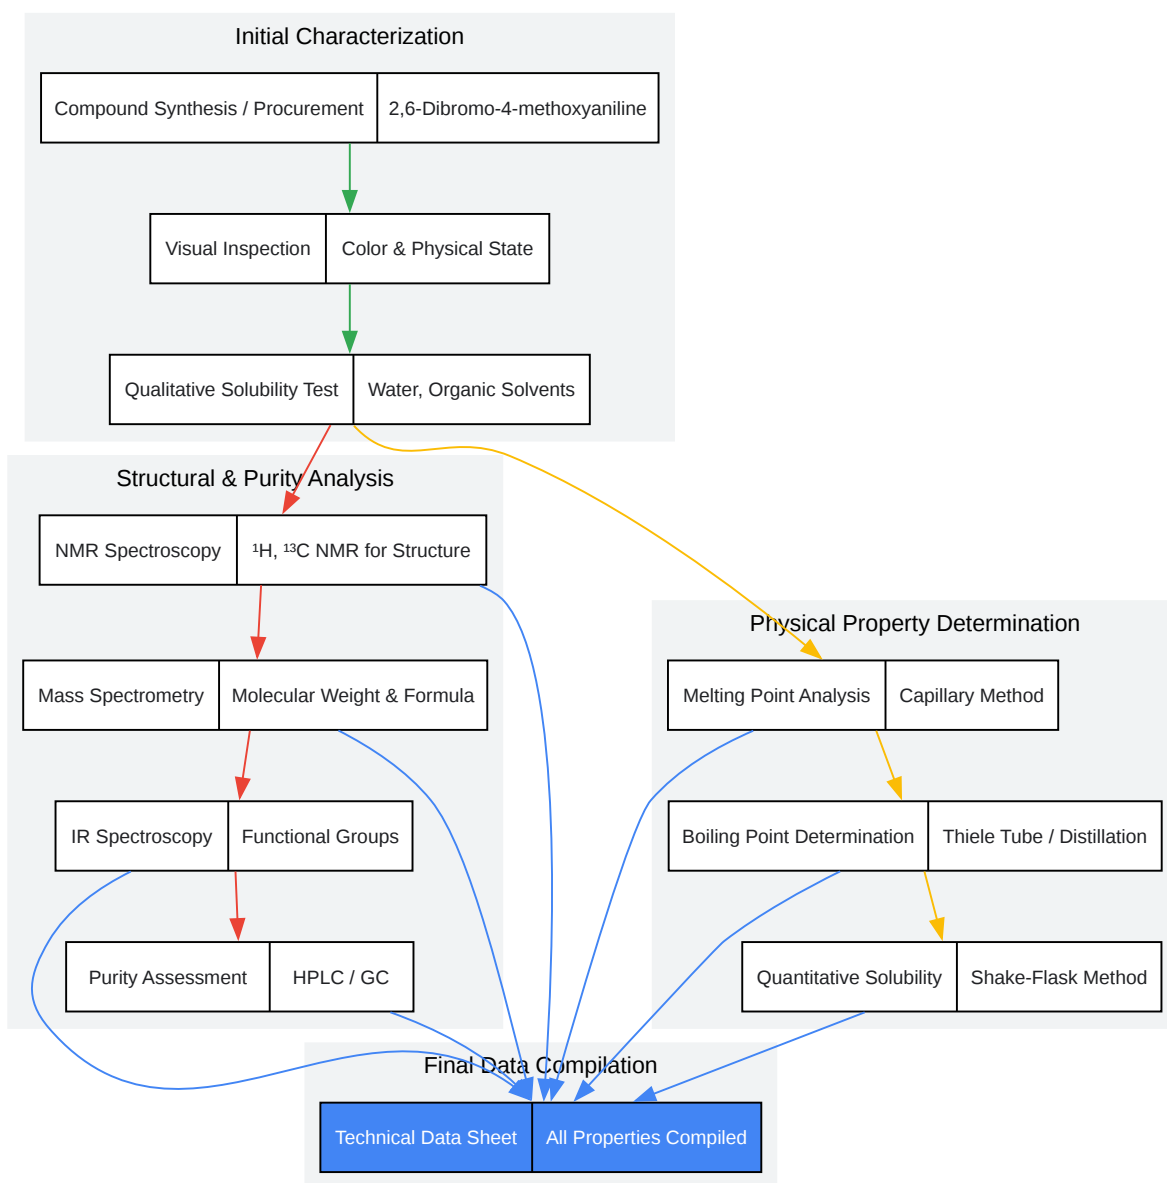 Initial Characterization
Compound Synthesis / Procurement
2,6-Dibromo-4-methoxyaniline
Visual Inspection
Color & Physical State
Qualitative Solubility Test
Water, Organic Solvents
Structural & Purity Analysis
NMR Spectroscopy
¹H, ¹³C NMR for Structure
Mass Spectrometry
Molecular Weight & Formula
IR Spectroscopy
Functional Groups
Purity Assessment
HPLC / GC
Physical Property Determination
Melting Point Analysis
Capillary Method
Boiling Point Determination
Thiele Tube / Distillation
Quantitative Solubility
Shake-Flask Method
Final Data Compilation
Technical Data Sheet
All Properties Compiled